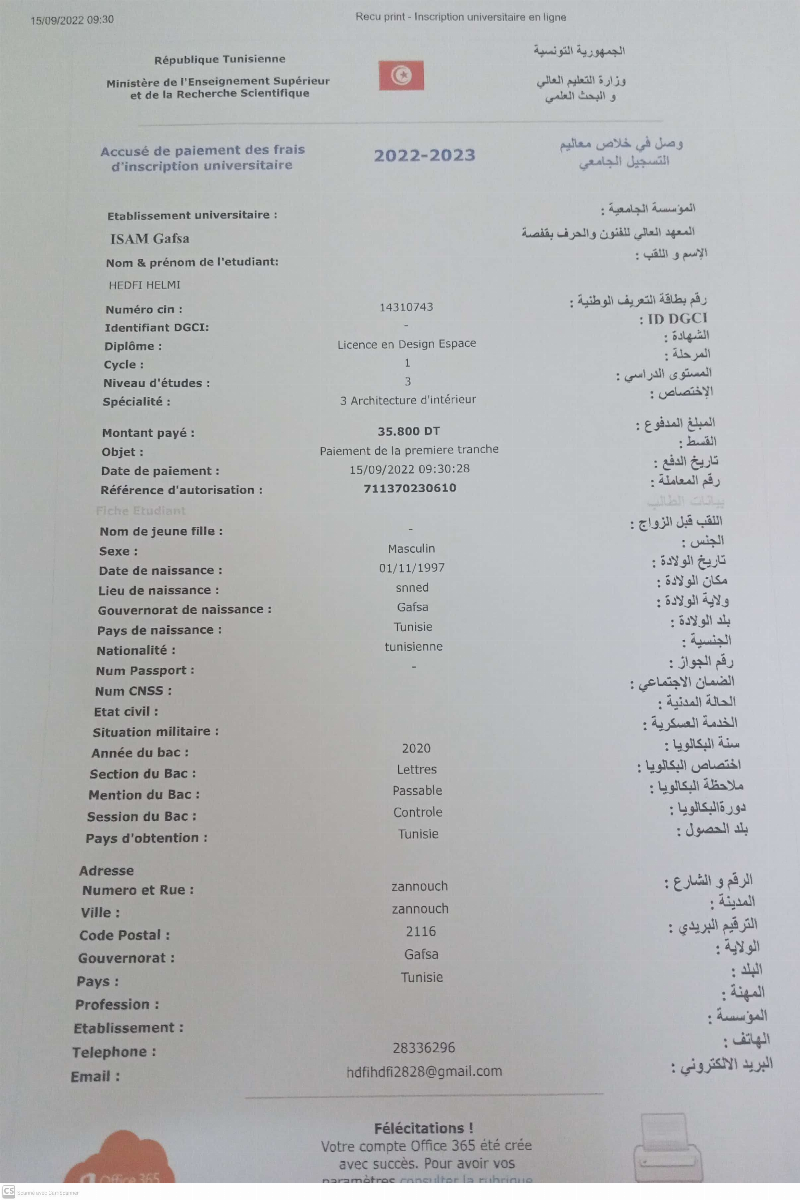 15/09/2022 09:30 Recu print - Inscription universitaire en ligne
République Tunisienne
الجمهورية التونسية
Ministère de l'Enseignement Supérieur
et de la Recherche Scientifique
وزارة التعليم العالي
و البحث العلمي
Accusé de paiement des frais
d'inscription universitaire
2022-2023
وصل في خلاص معاليم
التسجيل الجامعي
Etablissement universitaire : المؤسسة الجامعية :
ISAM Gafsa المعهد العالي للفنون والحرف بقفصة
Nom & prénom de l'etudiant: الإسم و اللقب :
HEDFI HELMI
Numéro cin : 14310743 رقم بطاقة التعريف الوطنية :
Identifiant DGCI: - ID DGCI :
Diplôme : Licence en Design Espace الشهادة :
Cycle : 1 المرحلة :
Niveau d'études : 3 المستوى الدراسي :
Spécialité : 3 Architecture d'intérieur الإختصاص :
Montant payé : 35.800 DT المبلغ المدفوع :
Objet : Paiement de la premiere tranche القسط :
Date de paiement : 15/09/2022 09:30:28 تاريخ الدفع :
Référence d'autorisation : 711370230610 رقم المعاملة :
Fiche Etudiant بيانات الطالب
Nom de jeune fille : - اللقب قبل الزواج :
Sexe : Masculin الجنس :
Date de naissance : 01/11/1997 تاريخ الولادة :
Lieu de naissance : snned مكان الولادة :
Gouvernorat de naissance : Gafsa ولاية الولادة :
Pays de naissance : Tunisie بلد الولادة :
Nationalité : tunisienne الجنسية :
Num Passport : - رقم الجواز :
Num CNSS : الضمان الاجتماعي :
Etat civil : الحالة المدنية :
Situation militaire : الخدمة العسكرية :
Année du bac : 2020 سنة البكالويا :
Section du Bac : Lettres اختصاص البكالويا :
Mention du Bac : Passable ملاحظة البكالويا :
Session du Bac : Controle دورةالبكالويا :
Pays d'obtention : Tunisie بلد الحصول :
Adresse
Numero et Rue : zannouch الرقم و الشارع :
Ville : zannouch المدينة :
Code Postal : 2116 الترقيم البريدي :
Gouvernorat : Gafsa الولاية :
Pays : Tunisie البلد :
Profession : المهنة :
Etablissement : المؤسسة :
Telephone : 28336296 الهاتف :
Email : hdfihdfi2828@gmail.com البريد الالكتروني :
Félécitations !
Votre compte Office 365 été crée
avec succès. Pour avoir vos
paramètres consulter la rubrique
Office 365
CS Scanné avec CamScanner